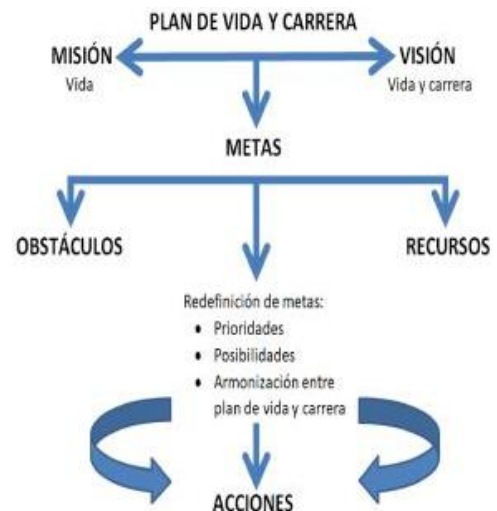 PLAN DE VIDA Y CARRERA
MISIÓN
VISIÓN
Vida
Vida y carrera
METAS
OBSTÁCULOS
RECURSOS
Redefinición de metas:
• Prioridades
• Posibilidades
• Armonización entre
plan de vida y carrera
ACCIONES